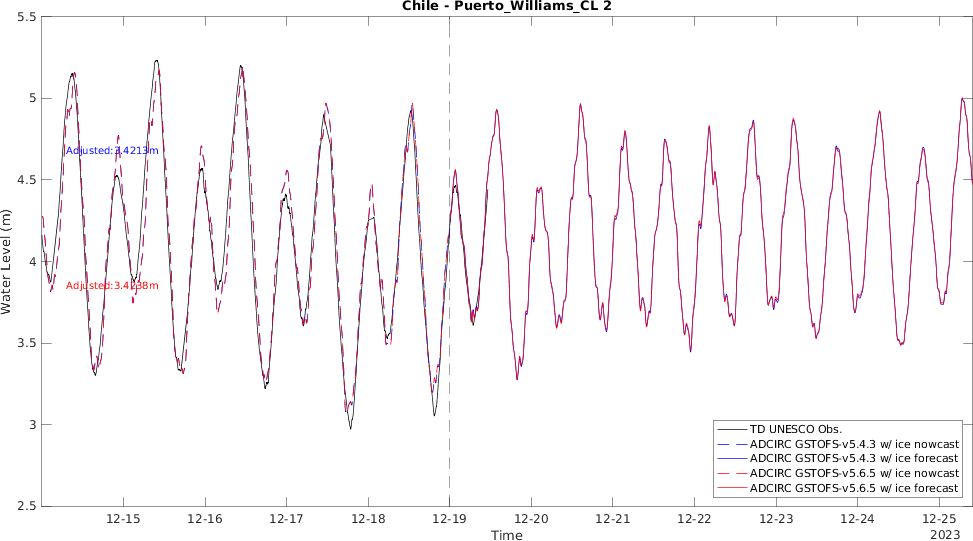 Chile - Puerto_Williams_CL 2
5.5
5
4.5
4
3.5
3
2.5
Water Level (m)
Adjusted:3.4213m
Adjusted:3.4238m
TD UNESCO Obs.
ADCIRC GSTOFS-v5.4.3 w/ ice nowcast
ADCIRC GSTOFS-v5.4.3 w/ ice forecast
ADCIRC GSTOFS-v5.6.5 w/ ice nowcast
ADCIRC GSTOFS-v5.6.5 w/ ice forecast
12-15 12-16 12-17 12-18 12-19 12-20 12-21 12-22 12-23 12-24 12-25
Time
2023